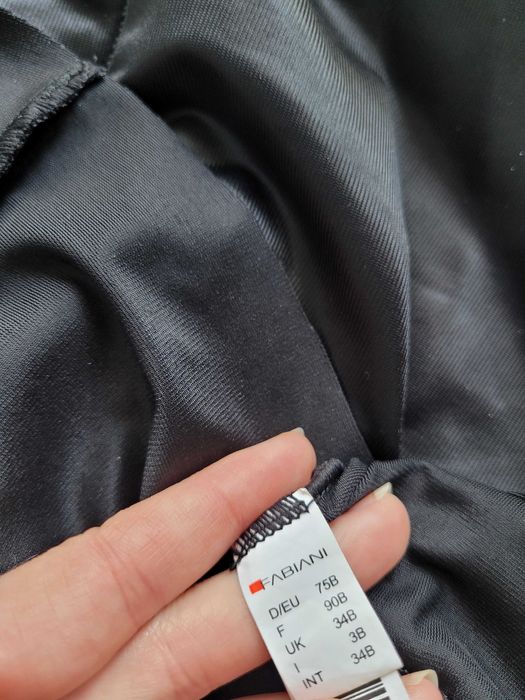 FABIANI
D/EU 75B
F 90B
UK 34B
I 3B
INT 34B